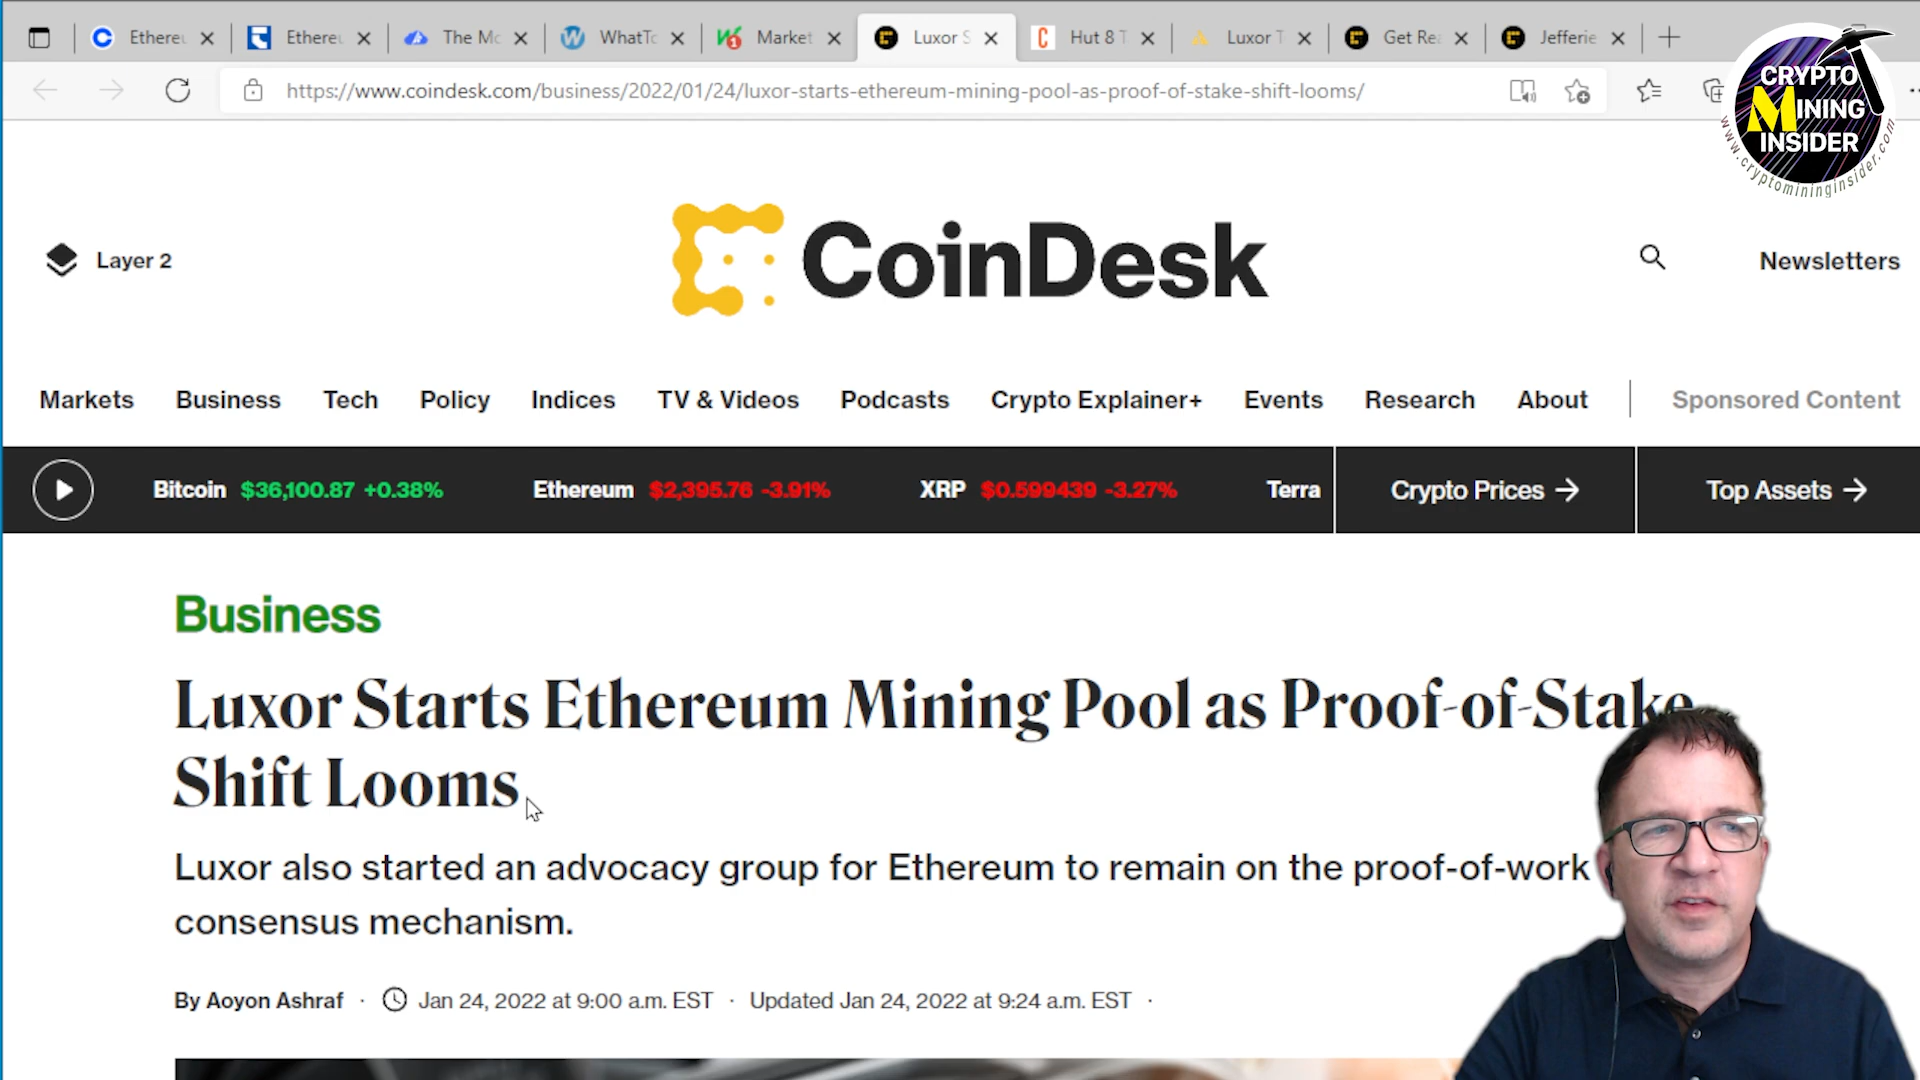 Ethere
Ethere
The Mo
WhatTo
Market
Luxor S
Hut 8 T
Luxor T
Get Rea
Jefferie
https://www.coindesk.com/business/2022/01/24/luxor-starts-ethereum-mining-pool-as-proof-of-stake-shift-looms/
CRYPTO
MINING
INSIDER
www.cryptomininginsider.com
Layer 2
CoinDesk
Newsletters
Markets Business Tech Policy Indices TV & Videos Podcasts Crypto Explainer+ Events Research About Sponsored Content
Bitcoin $36,100.87 +0.38% Ethereum $2,395.76 -3.91% XRP $0.599439 -3.27% Terra Crypto Prices → Top Assets →
Business
Luxor Starts Ethereum Mining Pool as Proof-of-Stake
Shift Looms
Luxor also started an advocacy group for Ethereum to remain on the proof-of-work
consensus mechanism.
By Aoyon Ashraf · Jan 24, 2022 at 9:00 a.m. EST · Updated Jan 24, 2022 at 9:24 a.m. EST ·